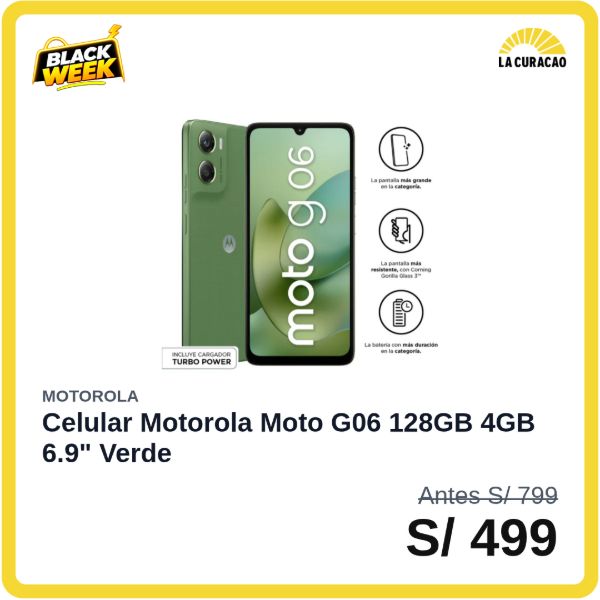 BLACK
WEEK
LA CURACAO
moto g06
La pantalla más grande
en la categoría.
La pantalla más
resistente, con Corning
Gorilla Glass 3™
La batería con más duración
en la categoría.
INCLUYE CARGADOR
TURBO POWER
MOTOROLA
Celular Motorola Moto G06 128GB 4GB
6.9" Verde
Antes S/ 799
S/ 499